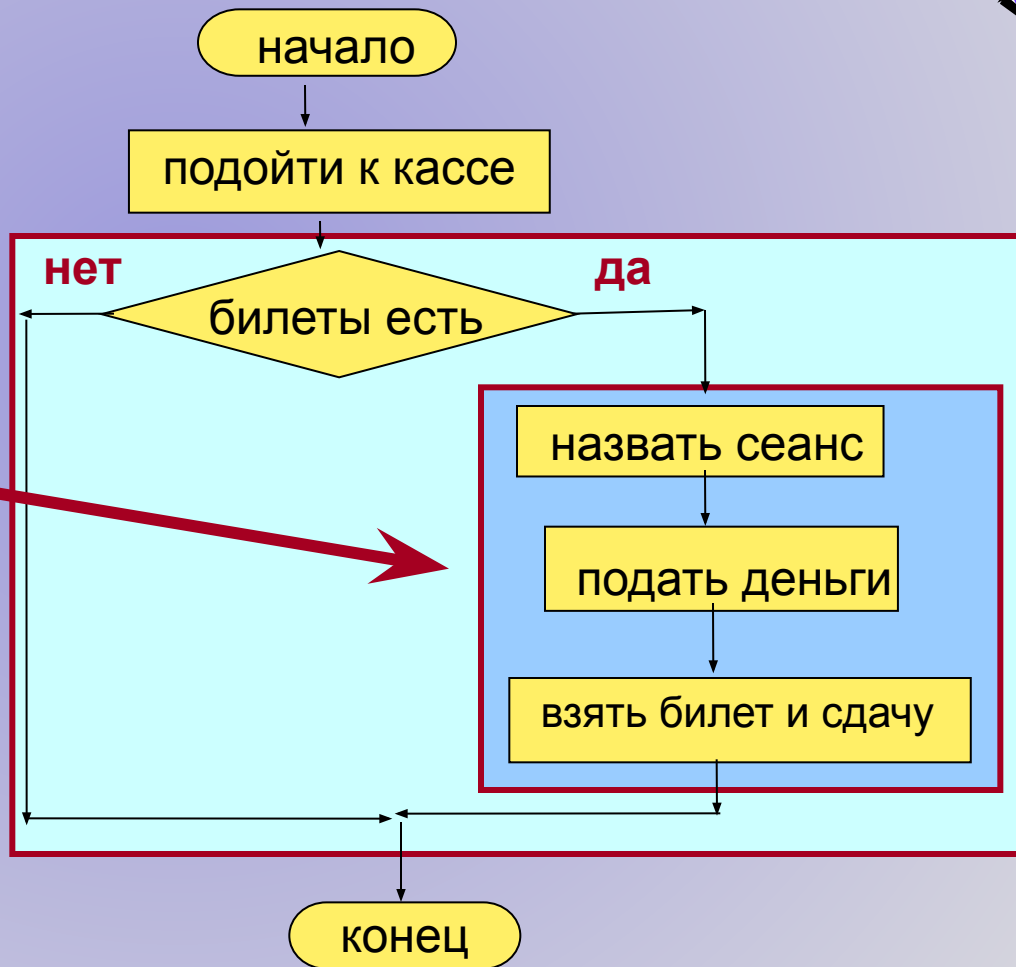 начало
подойти к кассе
нет
да
билеты есть
назвать сеанс
подать деньги
взять билет и сдачу
конец